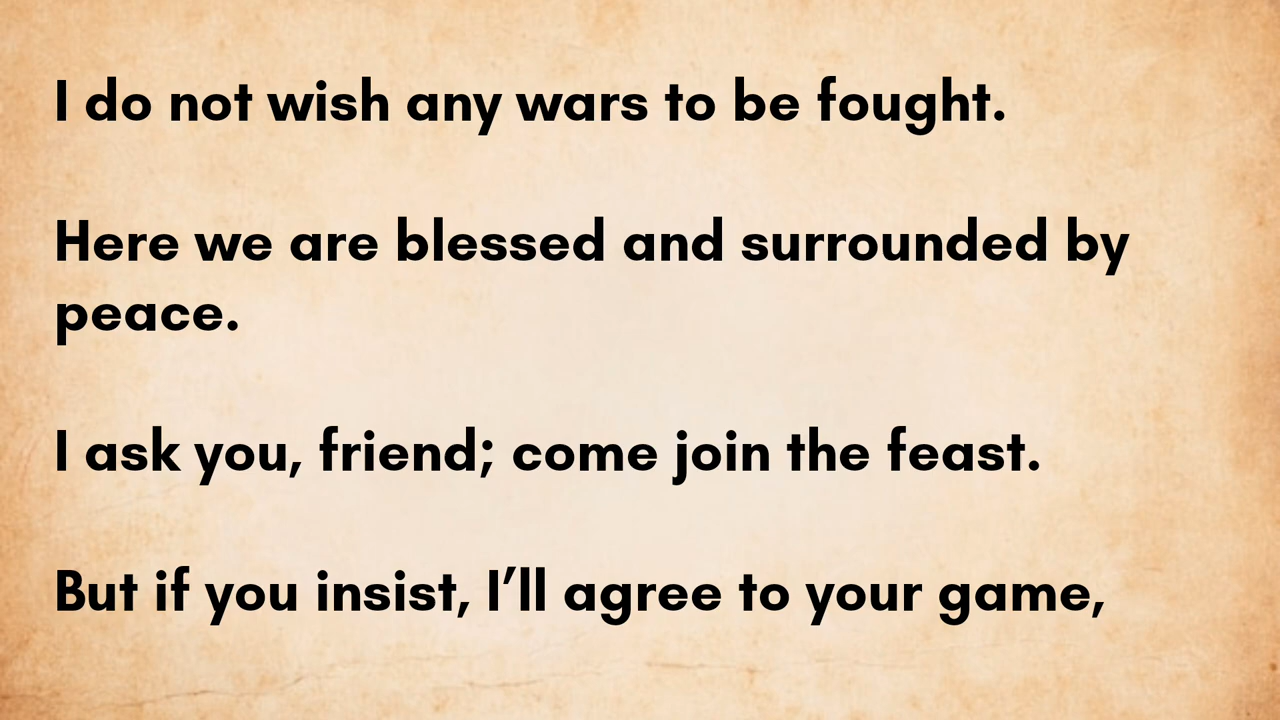 I do not wish any wars to be fought.
Here we are blessed and surrounded by
peace.
I ask you, friend; come join the feast.
But if you insist, I’ll agree to your game,